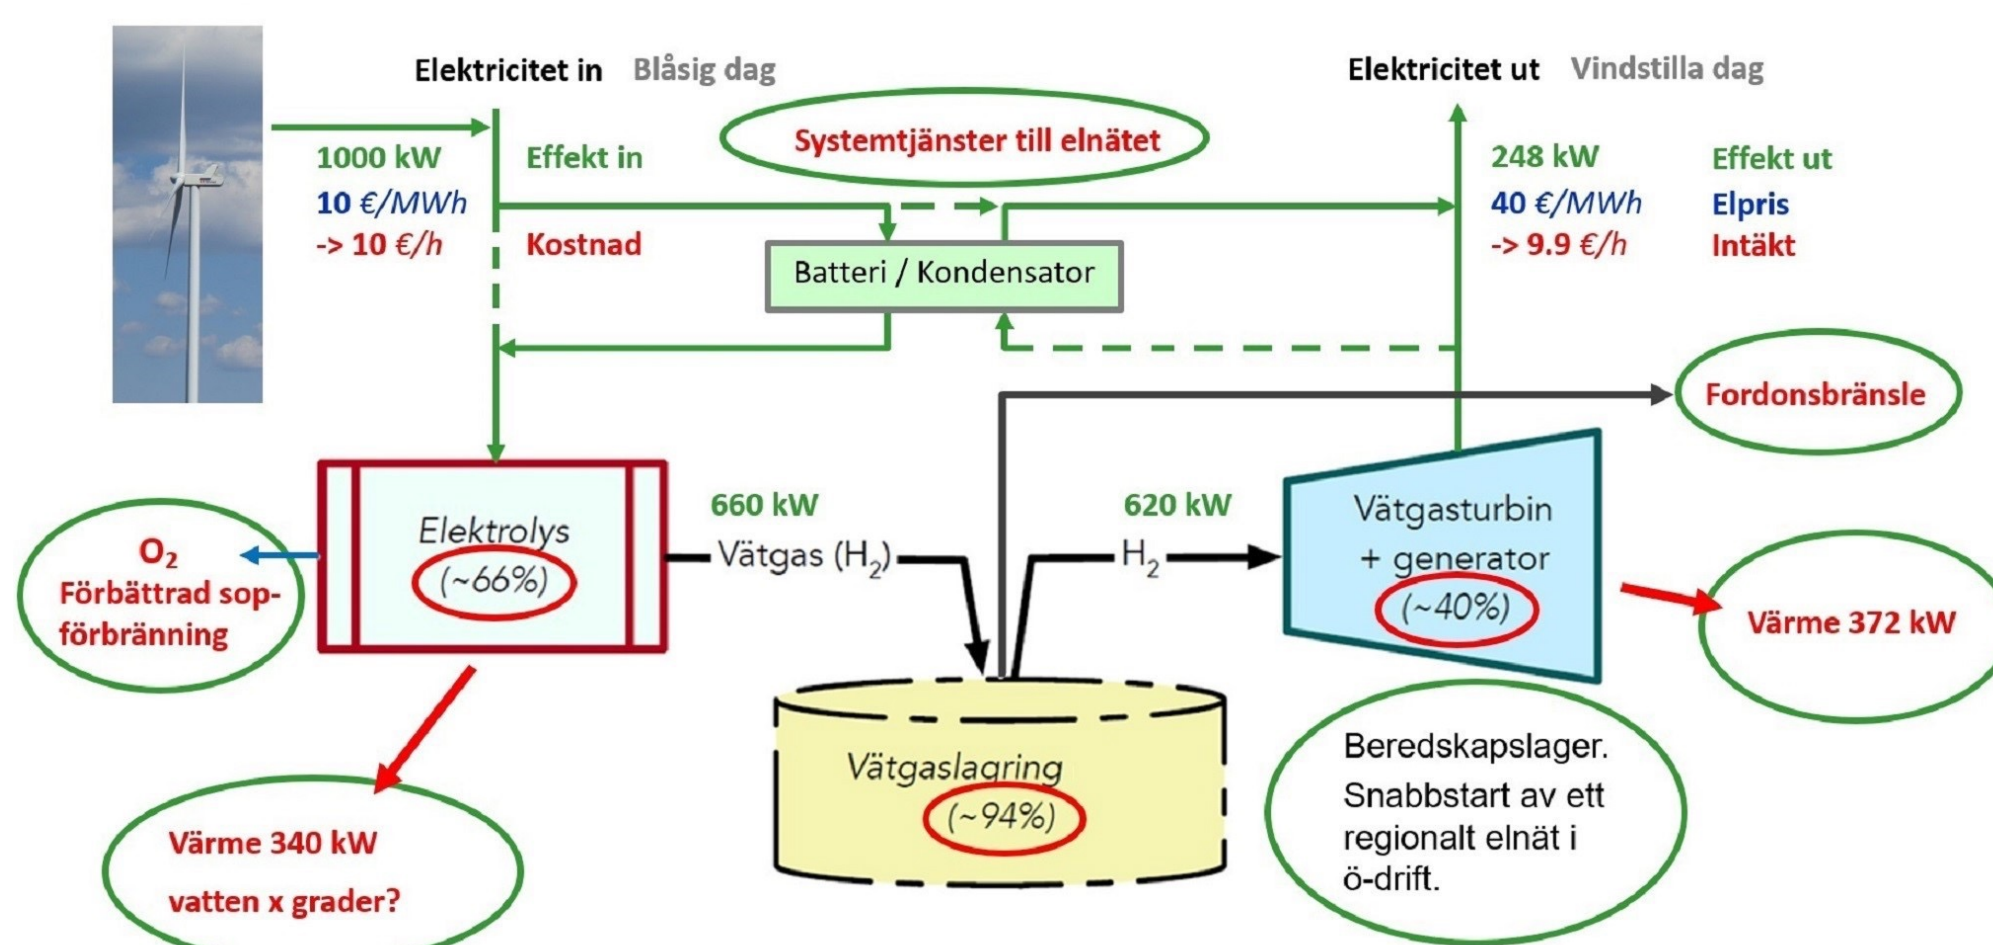 Elektricitet in Blåsig dag
Elektricitet ut Vindstilla dag
Systemtjänster till elnätet
1000 kW
Effekt in
10 €/MWh
-> 10 €/h
Kostnad
248 kW
Effekt ut
40 €/MWh
Elpris
-> 9.9 €/h
Intäkt
Batteri / Kondensator
Fordonsbränsle
Elektrolys
(~66%)
660 kW
Vätgas (H₂)
620 kW
H₂
Vätgasturbin
+ generator
(~40%)
O₂
Förbättrad sop-
förbränning
Värme 372 kW
Vätgaslagring
(~94%)
Beredskapslager.
Snabbstart av ett
regionalt elnät i
ö-drift.
Värme 340 kW
vatten x grader?